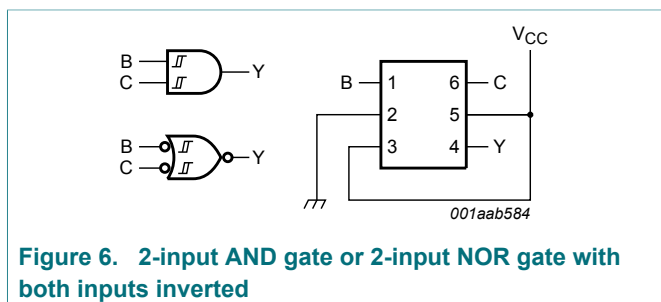 B
C
Y
B
C
Y
VCC
B 1 6 C
2 5
3 4 Y
001aab584
Figure 6. 2-input AND gate or 2-input NOR gate with
both inputs inverted